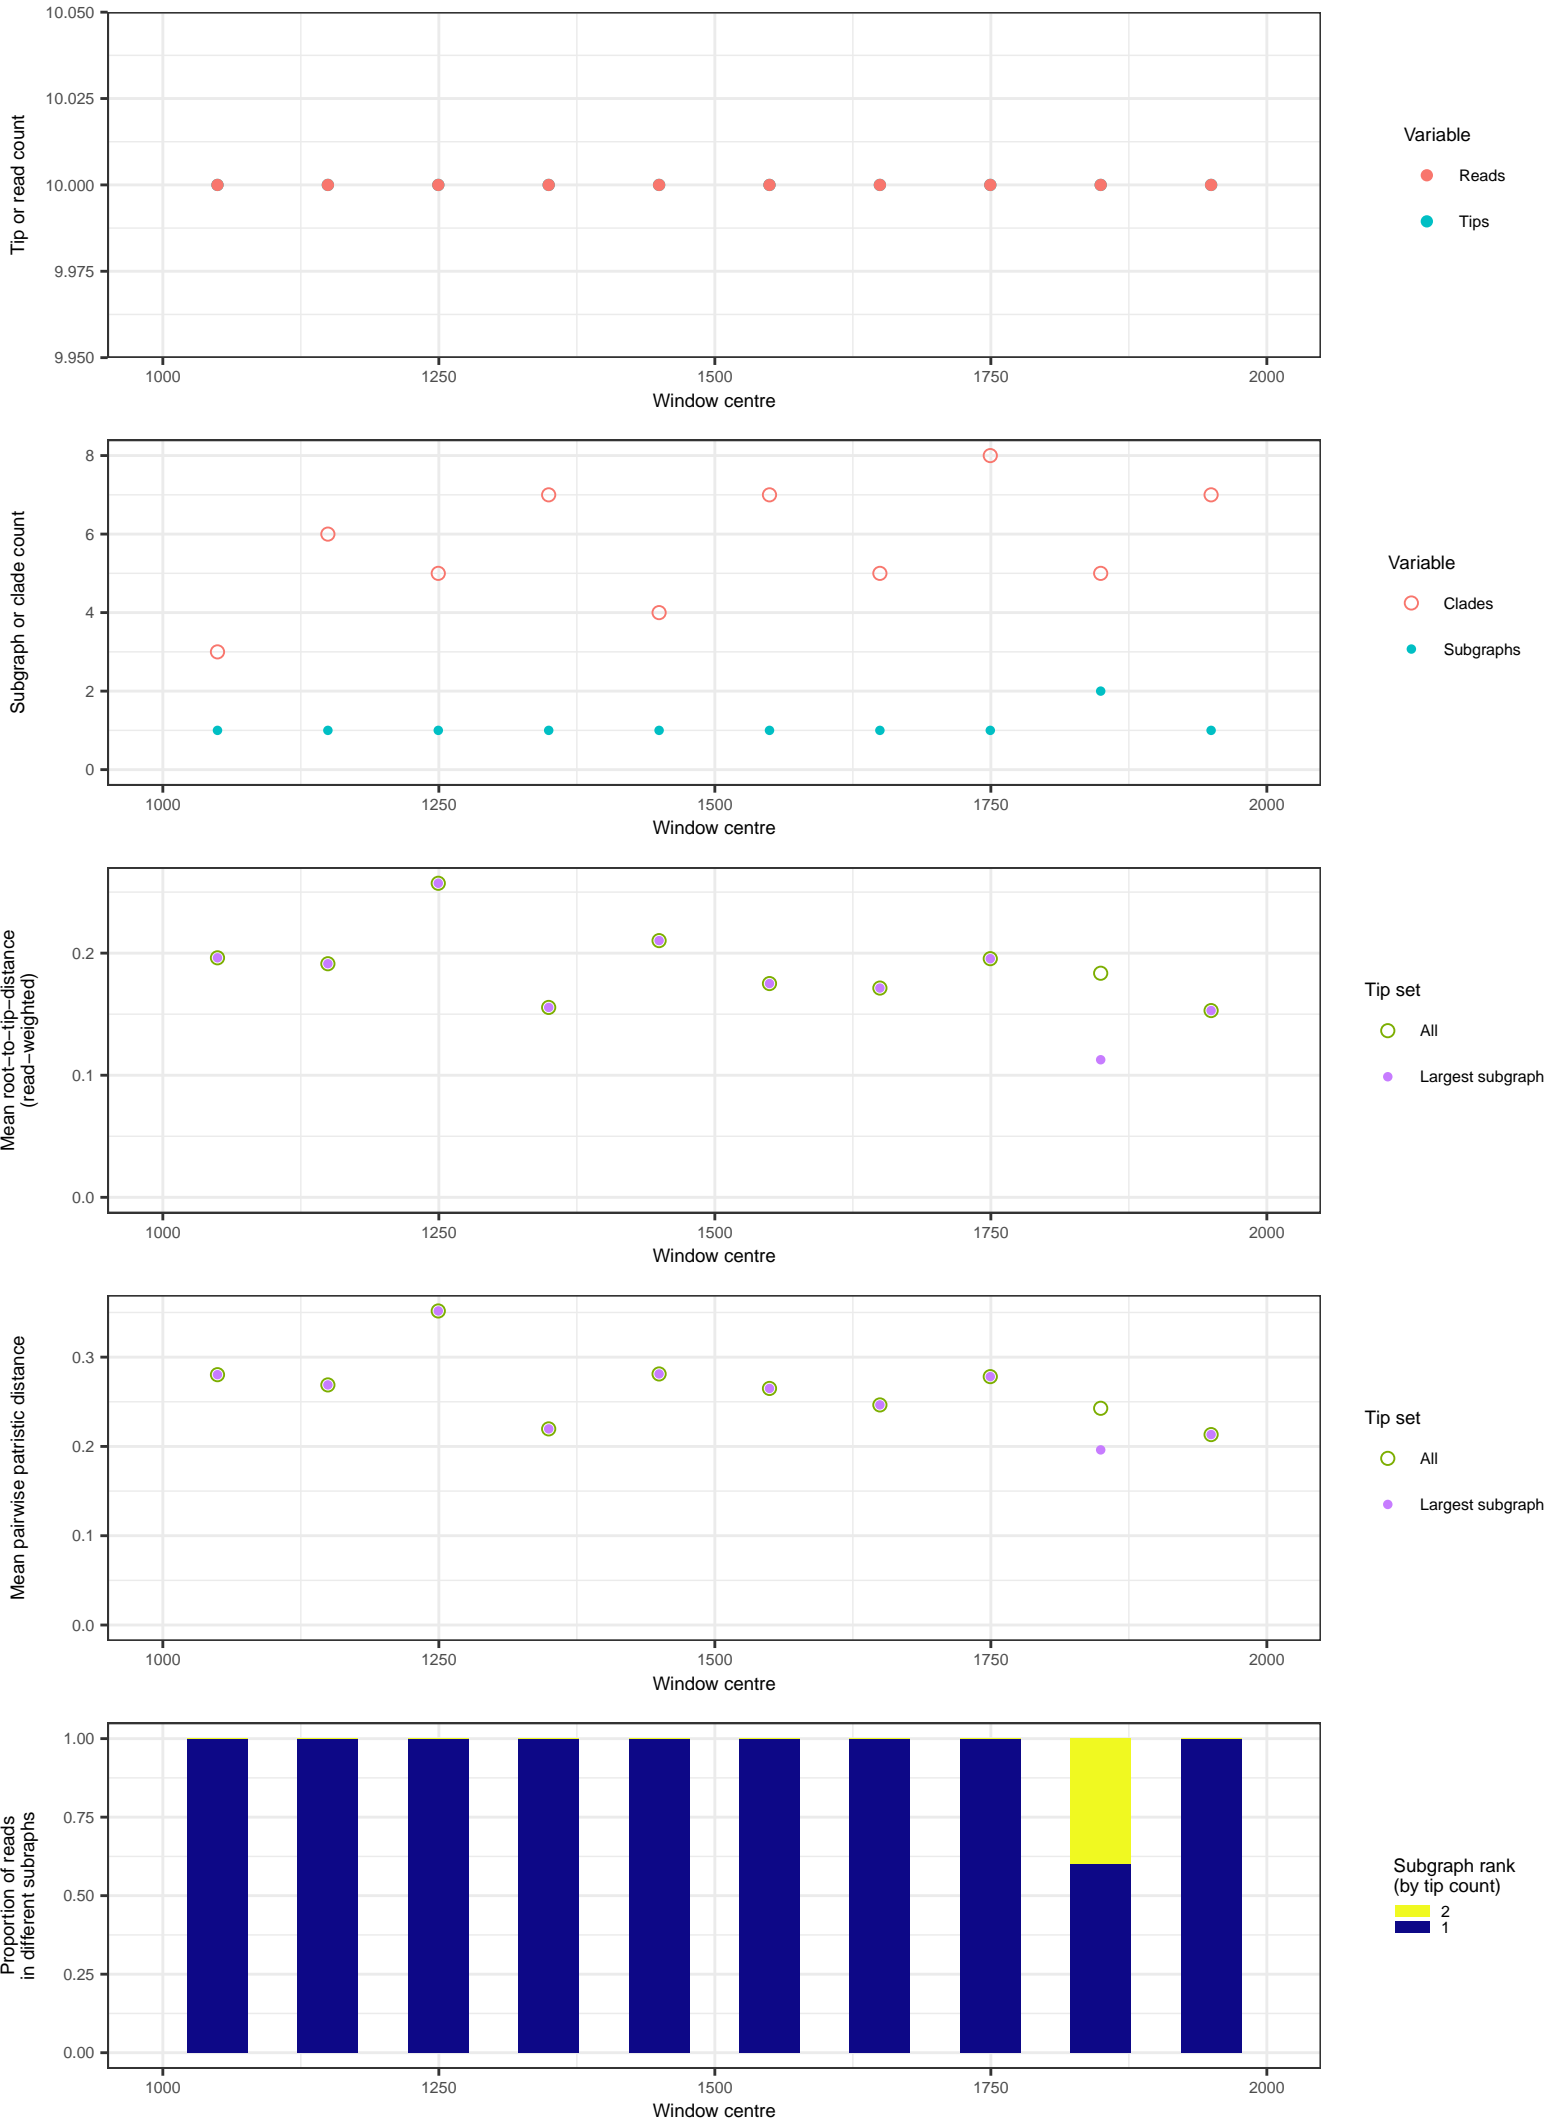 10.050
10.025
10.000
9.975
9.950
Tip or read count
1000 1250 1500 1750 2000
Window centre
Variable
Reads
Tips
8
6
4
2
0
Subgraph or clade count
1000 1250 1500 1750 2000
Window centre
Variable
Clades
Subgraphs
0.2
0.1
0.0
Mean root−to−tip−distance
(read−weighted)
1000 1250 1500 1750 2000
Window centre
Tip set
All
Largest subgraph
0.3
0.2
0.1
0.0
Mean pairwise patristic distance
1000 1250 1500 1750 2000
Window centre
Tip set
All
Largest subgraph
1.00
0.75
0.50
0.25
0.00
Proportion of reads
in different subraphs
1000 1250 1500 1750 2000
Window centre
Subgraph rank
(by tip count)
2
1